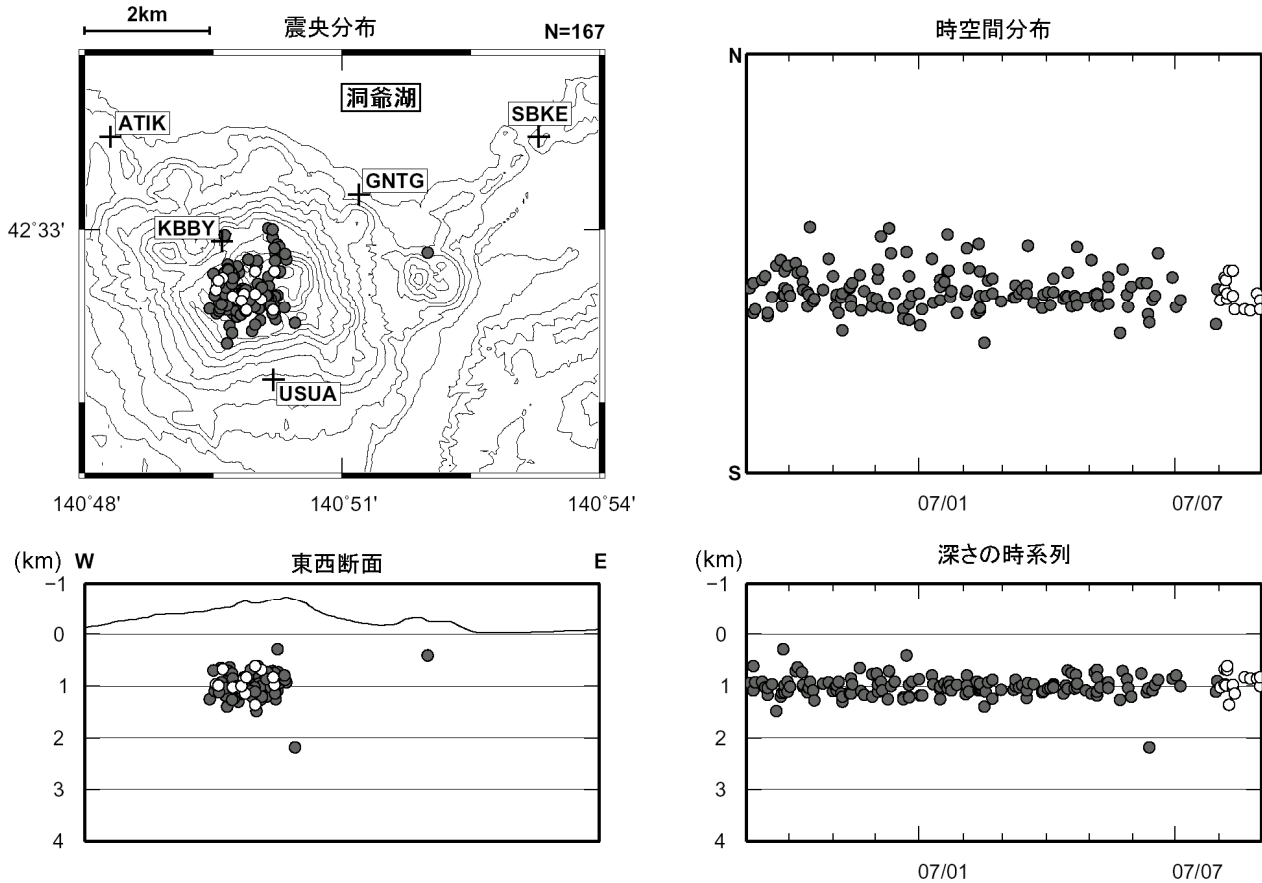 2km
震央分布
N=167
洞爺湖
ATIK
SBKE
GNTG
KBBY
42°33'
USUA
140°48'
140°51'
140°54'
時空間分布
N
S
07/01
07/07
(km)
W
東西断面
E
−1
0
1
2
3
4
(km)
深さの時系列
−1
0
1
2
3
4
07/01
07/07